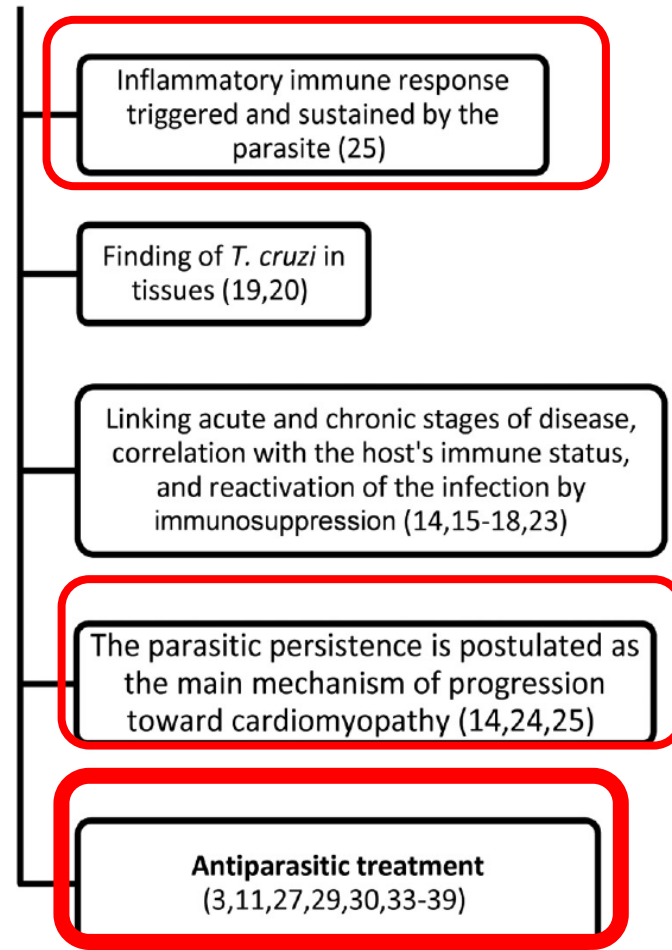 Inflammatory immune response
triggered and sustained by the
parasite (25)
Finding of T. cruzi in
tissues (19,20)
Linking acute and chronic stages of disease,
correlation with the host's immune status,
and reactivation of the infection by
immunosuppression (14,15-18,23)
The parasitic persistence is postulated as
the main mechanism of progression
toward cardiomyopathy (14,24,25)
Antiparasitic treatment
(3,11,27,29,30,33-39)